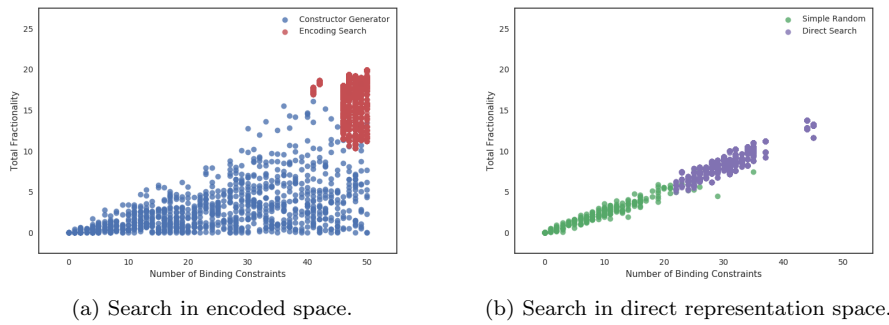 Constructor Generator
Encoding Search
25
20
15
10
5
0
Total Fractionality
0 10 20 30 40 50
Number of Binding Constraints
(a) Search in encoded space.
Simple Random
Direct Search
25
20
15
10
5
0
Total Fractionality
0 10 20 30 40 50
Number of Binding Constraints
(b) Search in direct representation space.